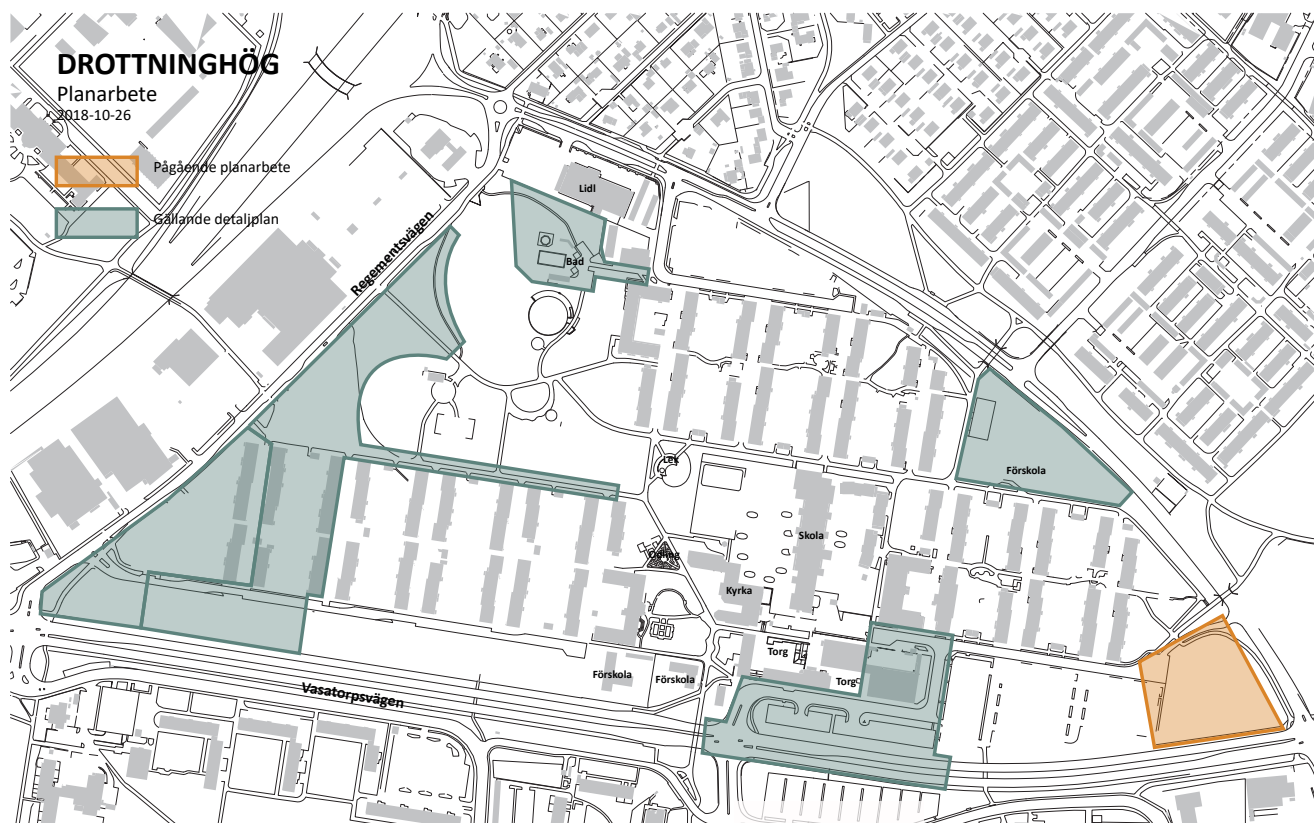 DROTTNINGHÖG
Planarbete
2018-10-26
Pågående planarbete
Gällande detaljplan
Regementsvägen
Lidl
Bad
Lek
Förskola
Skola
Odling
Kyrka
Torg
Torg
Förskola
Förskola
Vasatorpsvägen